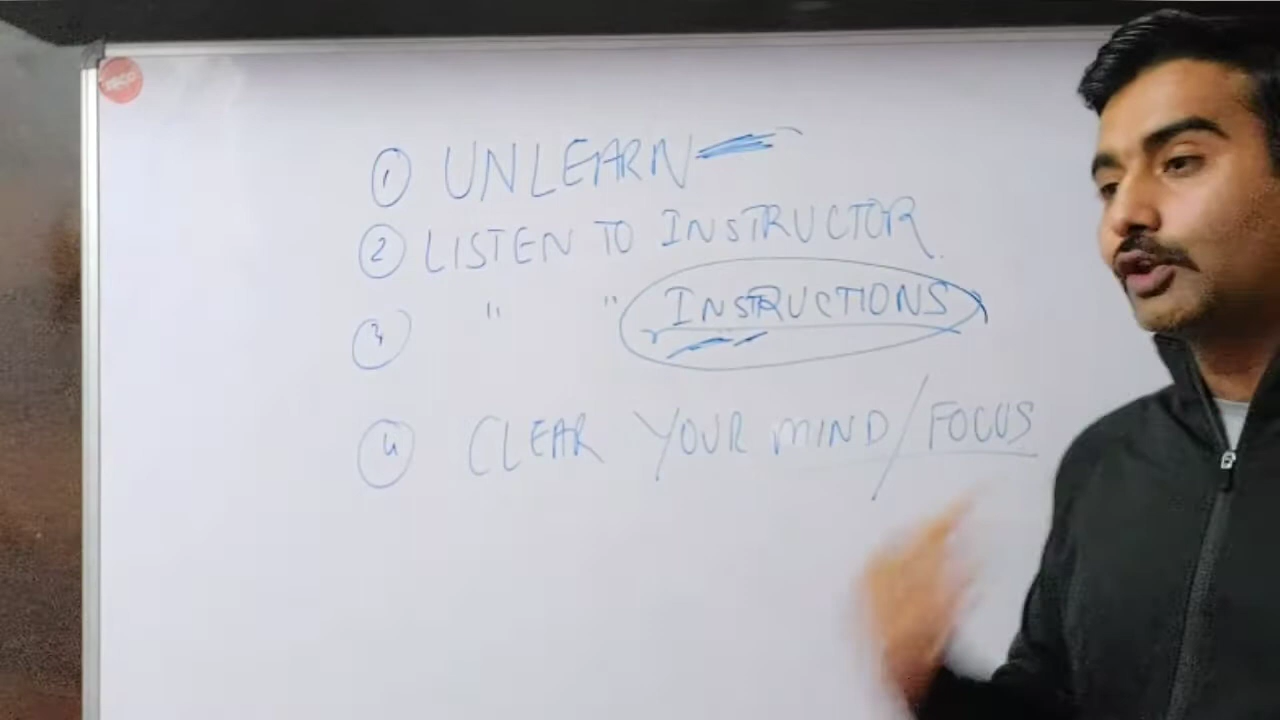 ① UNLEARN
② LISTEN TO INSTRUCTOR.
③ " " INSTRUCTIONS
④ CLEAR YOUR MIND/FOCUS